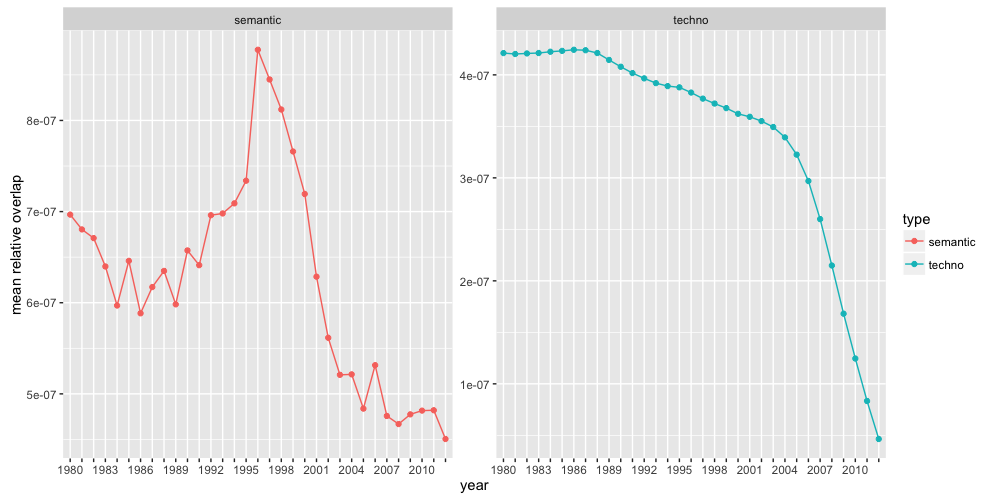 semantic
techno
mean relative overlap
8e-07
7e-07
6e-07
5e-07
4e-07
3e-07
2e-07
1e-07
1980 1983 1986 1989 1992 1995 1998 2001 2004 2007 2010
1980 1983 1986 1989 1992 1995 1998 2001 2004 2007 2010
year
type
semantic
techno